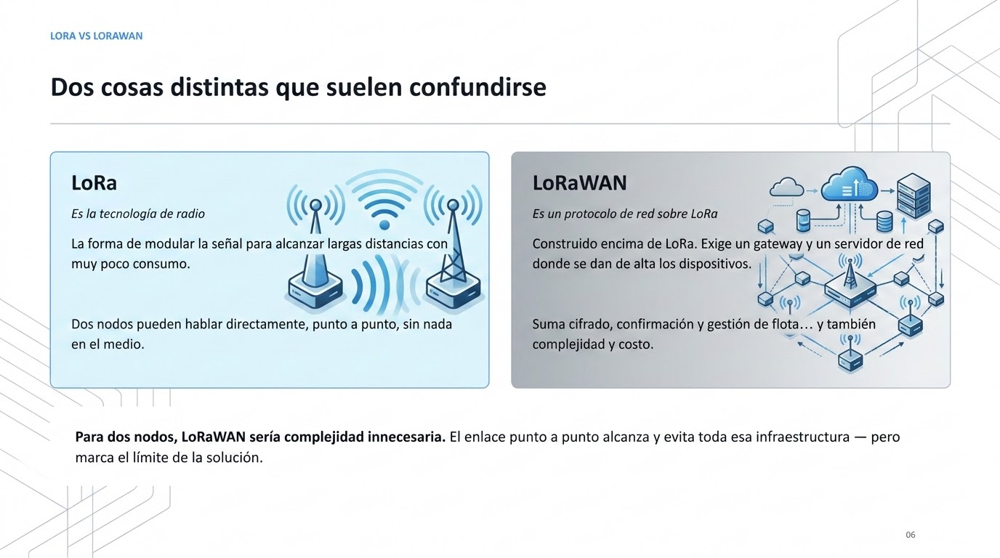 LORA VS LORAWAN
Dos cosas distintas que suelen confundirse
LoRa
Es la tecnología de radio
La forma de modular la señal para alcanzar largas distancias con
muy poco consumo.
Dos nodos pueden hablar directamente, punto a punto, sin nada
en el medio.
LoRaWAN
Es un protocolo de red sobre LoRa
Construido encima de LoRa. Exige un gateway y un servidor de red
donde se dan de alta los dispositivos.
Suma cifrado, confirmación y gestión de flota… y también
complejidad y costo.
Para dos nodos, LoRaWAN sería complejidad innecesaria. El enlace punto a punto alcanza y evita toda esa infraestructura — pero
marca el límite de la solución.
06